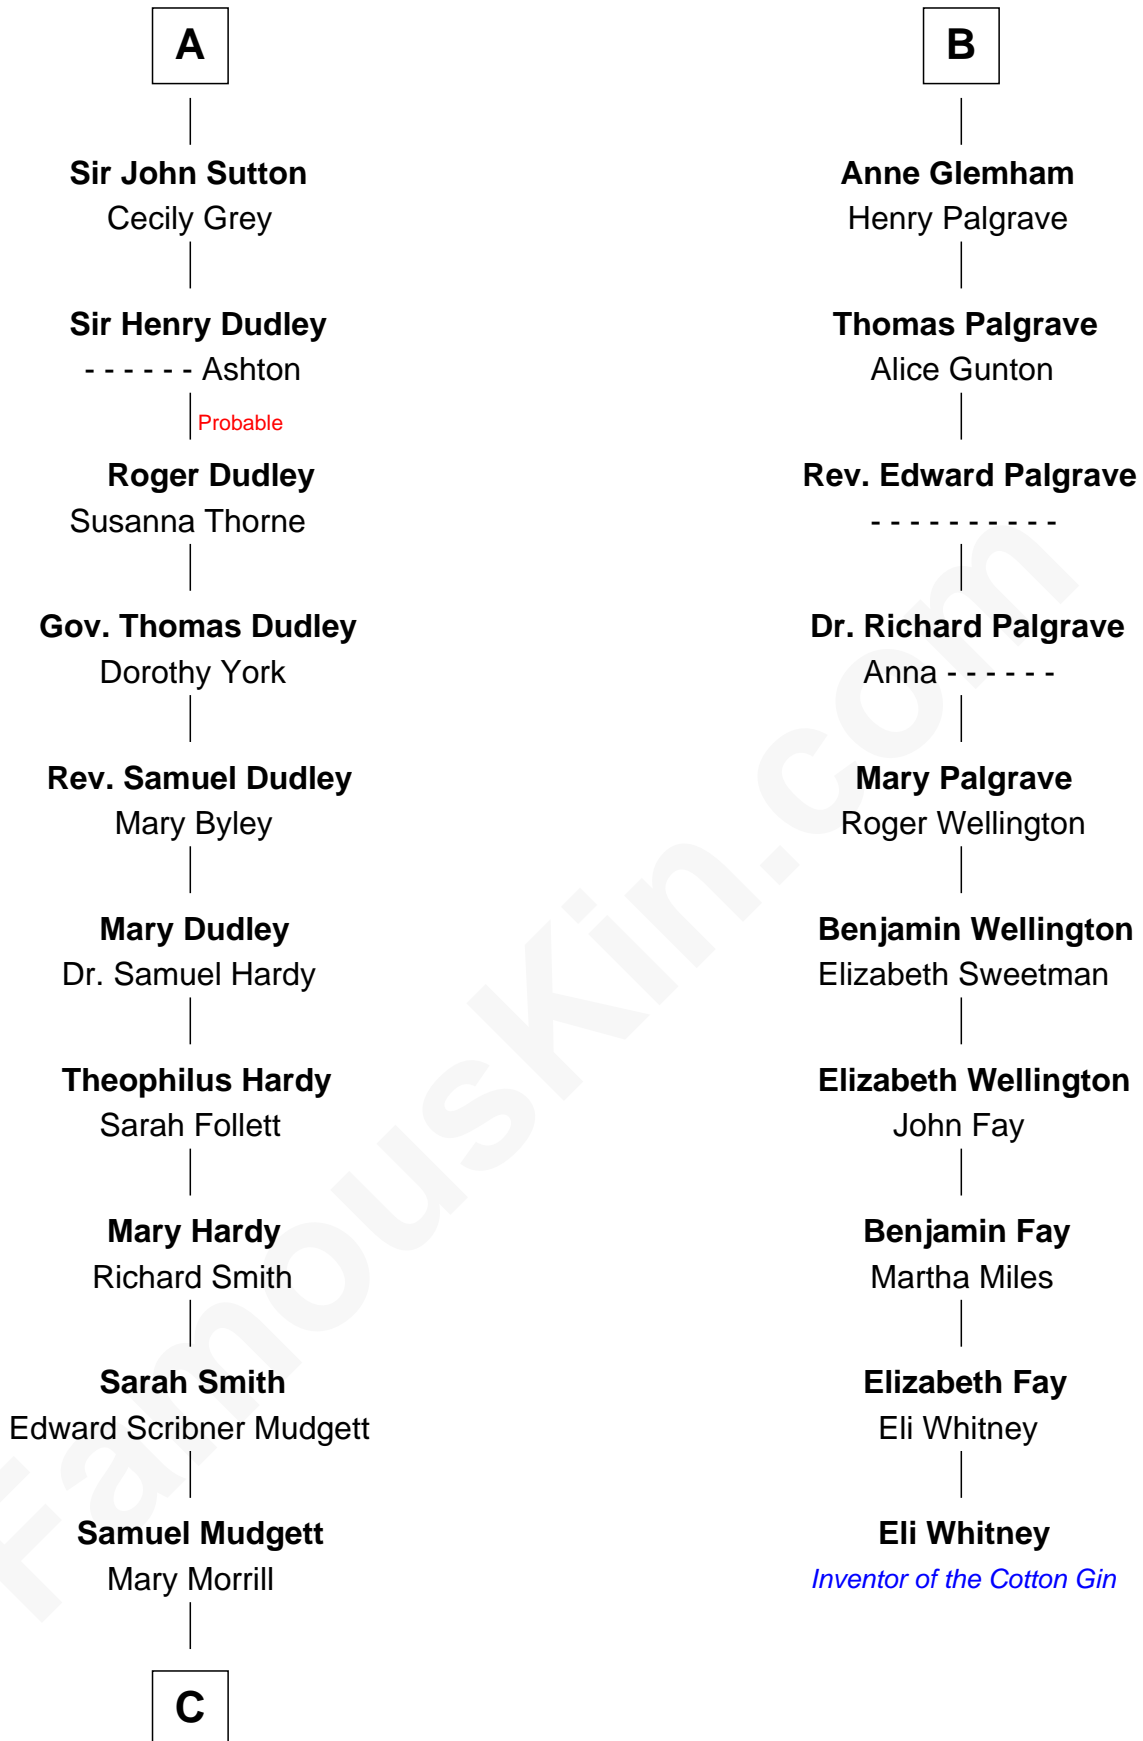 A
Sir John Sutton
Cecily Grey
Sir Henry Dudley
- - - - - - Ashton
Probable
Roger Dudley
Susanna Thorne
Gov. Thomas Dudley
Dorothy York
Rev. Samuel Dudley
Mary Byley
Mary Dudley
Dr. Samuel Hardy
Theophilus Hardy
Sarah Follett
Mary Hardy
Richard Smith
Sarah Smith
Edward Scribner Mudgett
Samuel Mudgett
Mary Morrill
C
B
Anne Glemham
Henry Palgrave
Thomas Palgrave
Alice Gunton
Rev. Edward Palgrave
- - - - - - - - - -
Dr. Richard Palgrave
Anna - - - - - -
Mary Palgrave
Roger Wellington
Benjamin Wellington
Elizabeth Sweetman
Elizabeth Wellington
John Fay
Benjamin Fay
Martha Miles
Elizabeth Fay
Eli Whitney
Eli Whitney
Inventor of the Cotton Gin
FamousKin.com